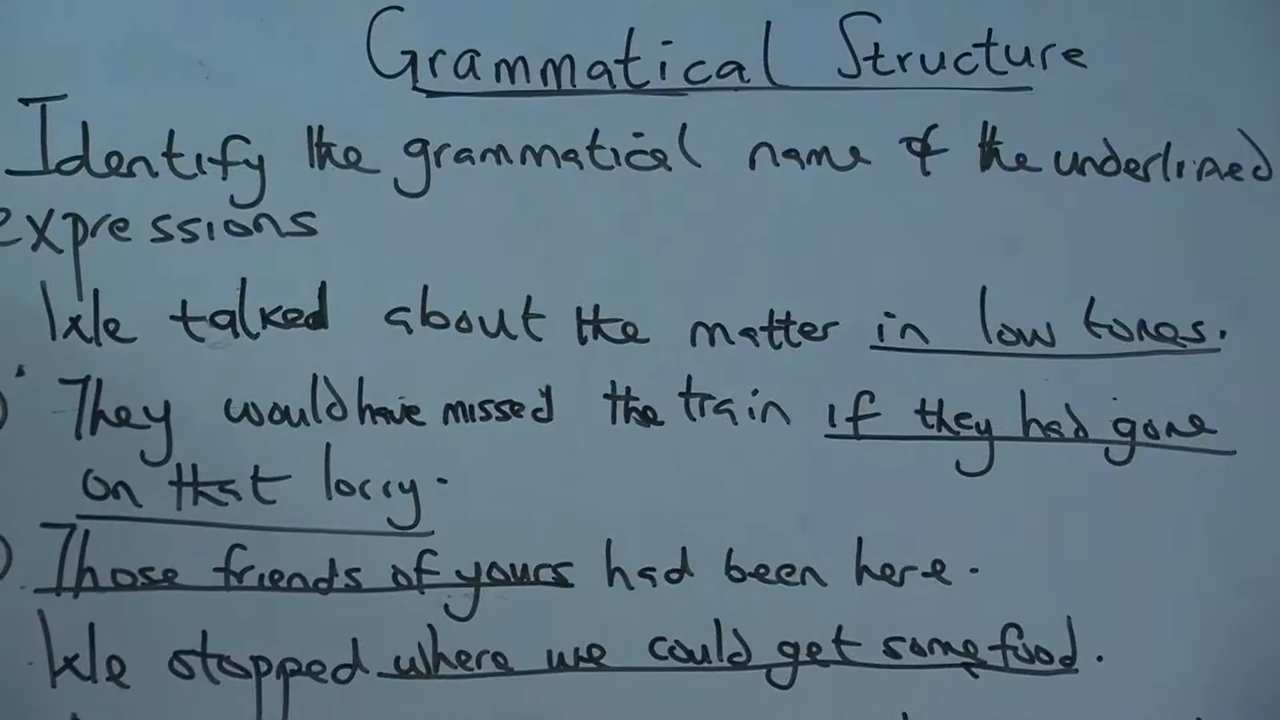 Grammatical Structure
Identify the grammatical name of the underlined
expressions
We talked about the matter in low tones.
) They would have missed the train if they had gone
on that lorry.
) Those friends of yours had been here.
We stopped where we could get some food.